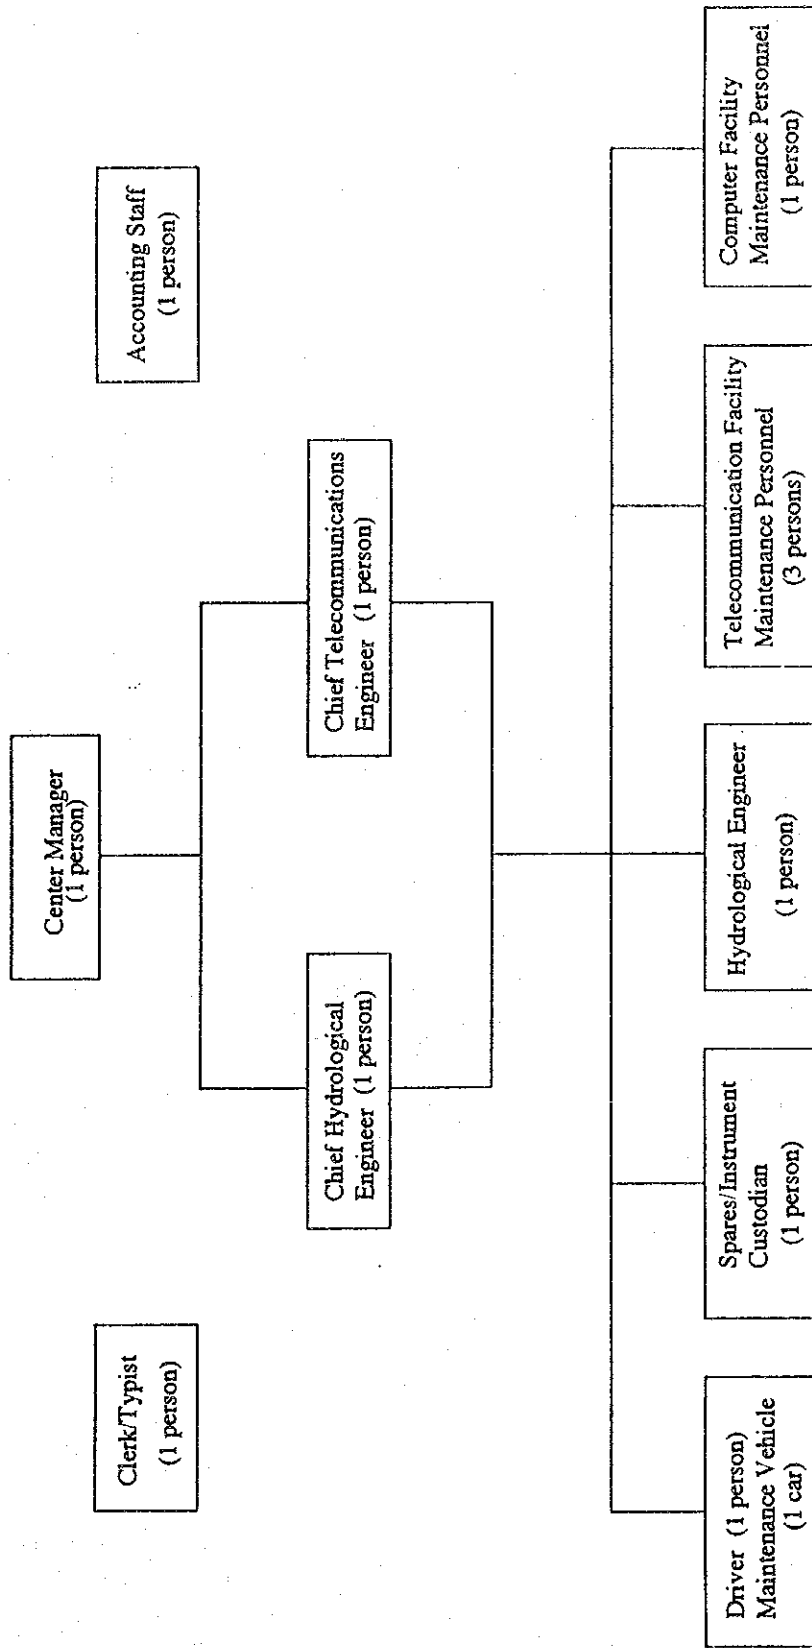 Center Manager
(1 person)
Clerk/Typist
(1 person)
Accounting Staff
(1 person)
Chief Hydrological
Engineer (1 person)
Chief Telecommunications
Engineer (1 person)
Driver (1 person)
Maintenance Vehicle
(1 car)
Spares/Instrument
Custodian
(1 person)
Hydrological Engineer
(1 person)
Telecommunication Facility
Maintenance Personnel
(3 persons)
Computer Facility
Maintenance Personnel
(1 person)